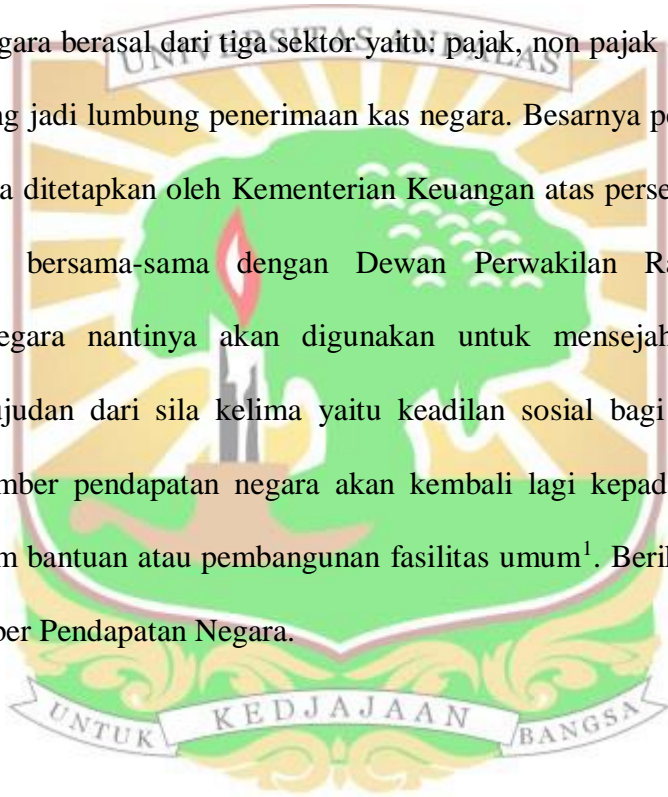 UNIVERSITAS ANDALAS
gara berasal dari tiga sektor yaitu: pajak, non pajak
ng jadi lumbung penerimaan kas negara. Besarnya pe
a ditetapkan oleh Kementerian Keuangan atas perse
bersama-sama dengan Dewan Perwakilan Ra
egara nantinya akan digunakan untuk mensejah
ujudan dari sila kelima yaitu keadilan sosial bagi
mber pendapatan negara akan kembali lagi kepad
m bantuan atau pembangunan fasilitas umum¹. Beril
ber Pendapatan Negara.
UNTUK KEDJAJAAN BANGSA